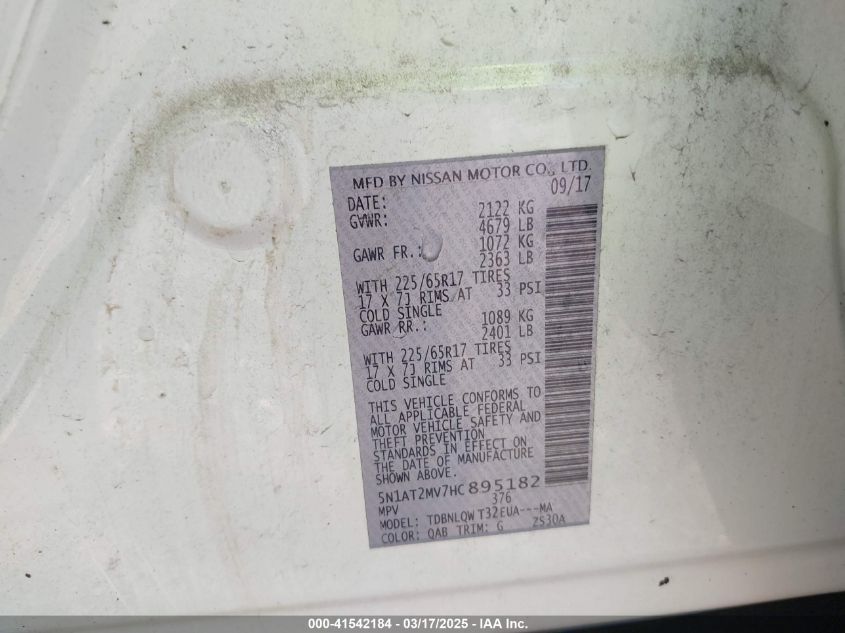 MFD BY NISSAN MOTOR CO., LTD.
DATE: 09/17
GVWR: 2122 KG
4679 LB
GAWR FR.: 1072 KG
2363 LB
WITH 225/65R17 TIRES
17 X 7J RIMS AT 33 PSI
COLD SINGLE
GAWR RR.: 1089 KG
2401 LB
WITH 225/65R17 TIRES
17 X 7J RIMS AT 33 PSI
COLD SINGLE
THIS VEHICLE CONFORMS TO
ALL APPLICABLE FEDERAL
MOTOR VEHICLE SAFETY AND
THEFT PREVENTION
STANDARDS IN EFFECT ON
THE DATE OF MANUFACTURE
SHOWN ABOVE.
5N1AT2MV7HC895182
MPV 376
MODEL: TDBNLQW T32EUA---MA
COLOR: QAB TRIM: G ZS30A
000-41542184 — 03/17/2025 — IAA Inc.